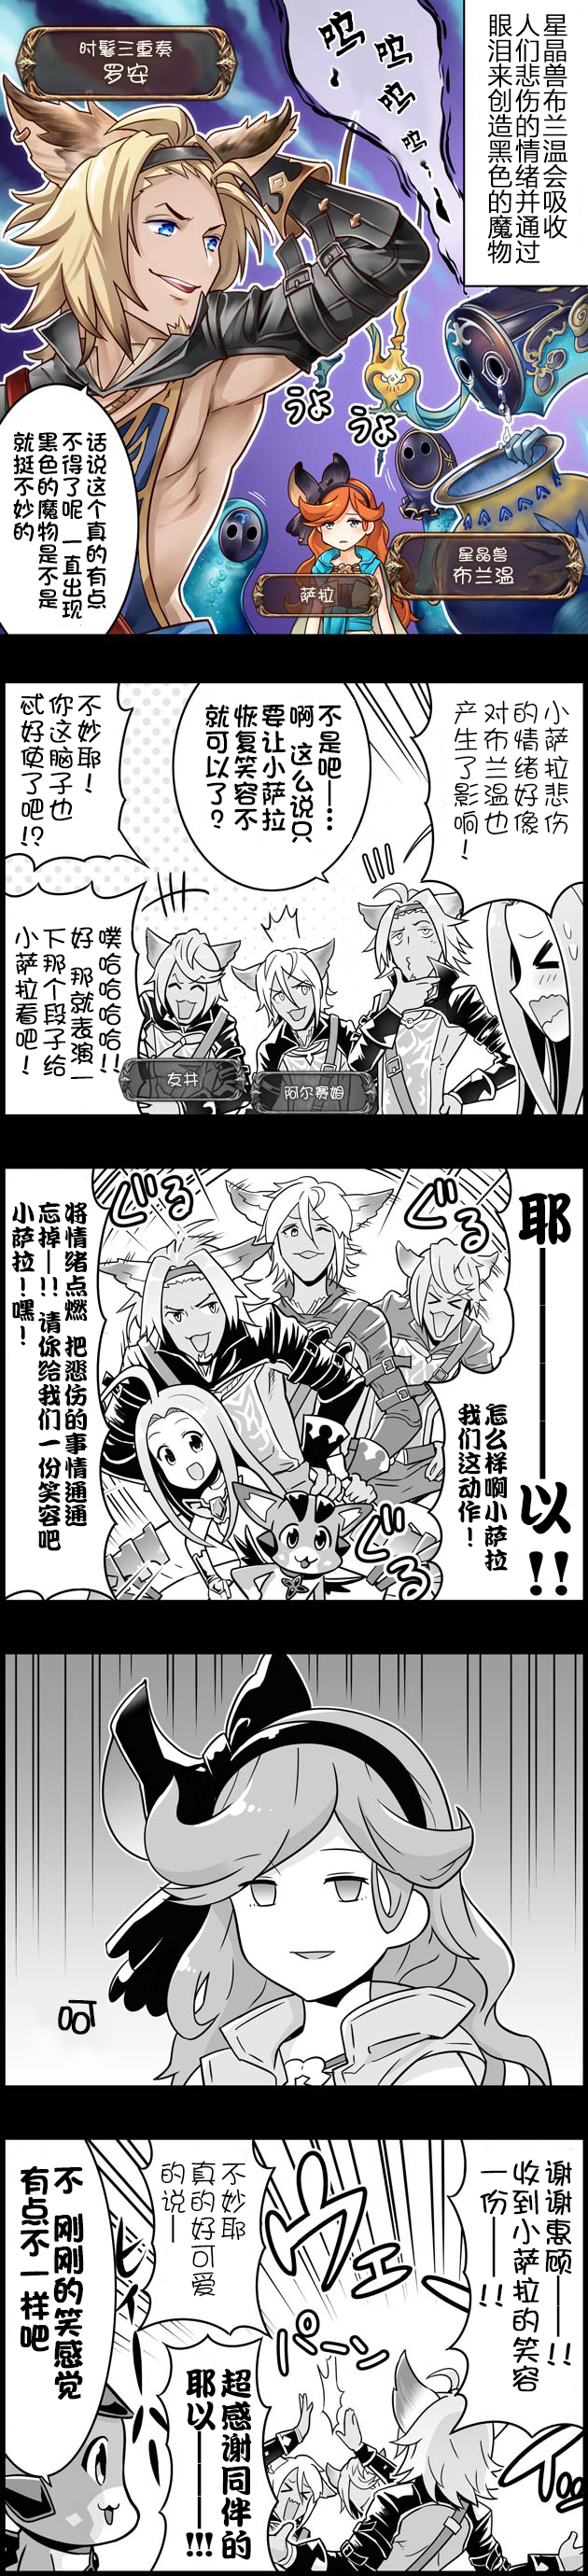 星晶兽布兰温会吸收
人们悲伤的情绪并通过
眼泪来创造黑色的魔物
呜
呜
呜
呜
时髦三重奏
罗安
うょ
うょ
星晶兽
布兰温
萨拉
话说这个真的有点
不得了呢 一直出现
黑色的魔物是不是
就挺不妙的
小萨拉悲伤
的情绪好像
对布兰温也
产生了影响！
不是吧——…
啊 这么说只
要让小萨拉
恢复笑容不
就可以了？
不妙耶！
你这脑子也
忒好使了吧!?
噗哈哈哈哈!!
好 那就表演一
下那个段子给
小萨拉看吧！
友井
阿尔赛姆
耶——以!!
ぐる
ぐる
ぐる
怎么样啊小萨拉
我们这动作！
将情绪点燃 把悲伤的事情通通
忘掉—!! 请你给我们一份笑容吧
小萨拉！嘿！
呵
谢谢惠顾——!!
收到小萨拉的笑容
一份—!!
ウェー
イ
パーン
不妙耶
真的好可爱
的说—
超感谢同伴的
耶以——!!!
不 刚刚的笑感觉
有点不一样吧